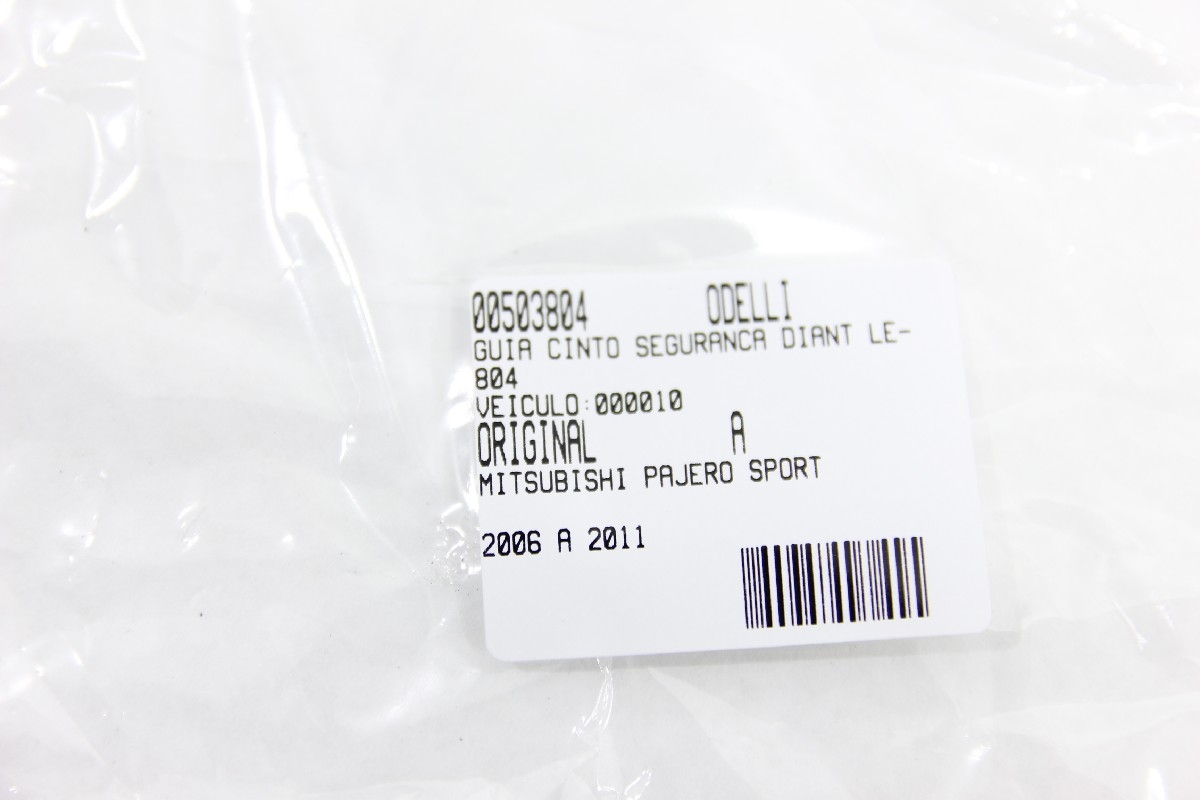 00503804 ODELLI
GUIA CINTO SEGURANCA DIANT LE-
804
VEICULO:000010
ORIGINAL A
MITSUBISHI PAJERO SPORT
2006 A 2011